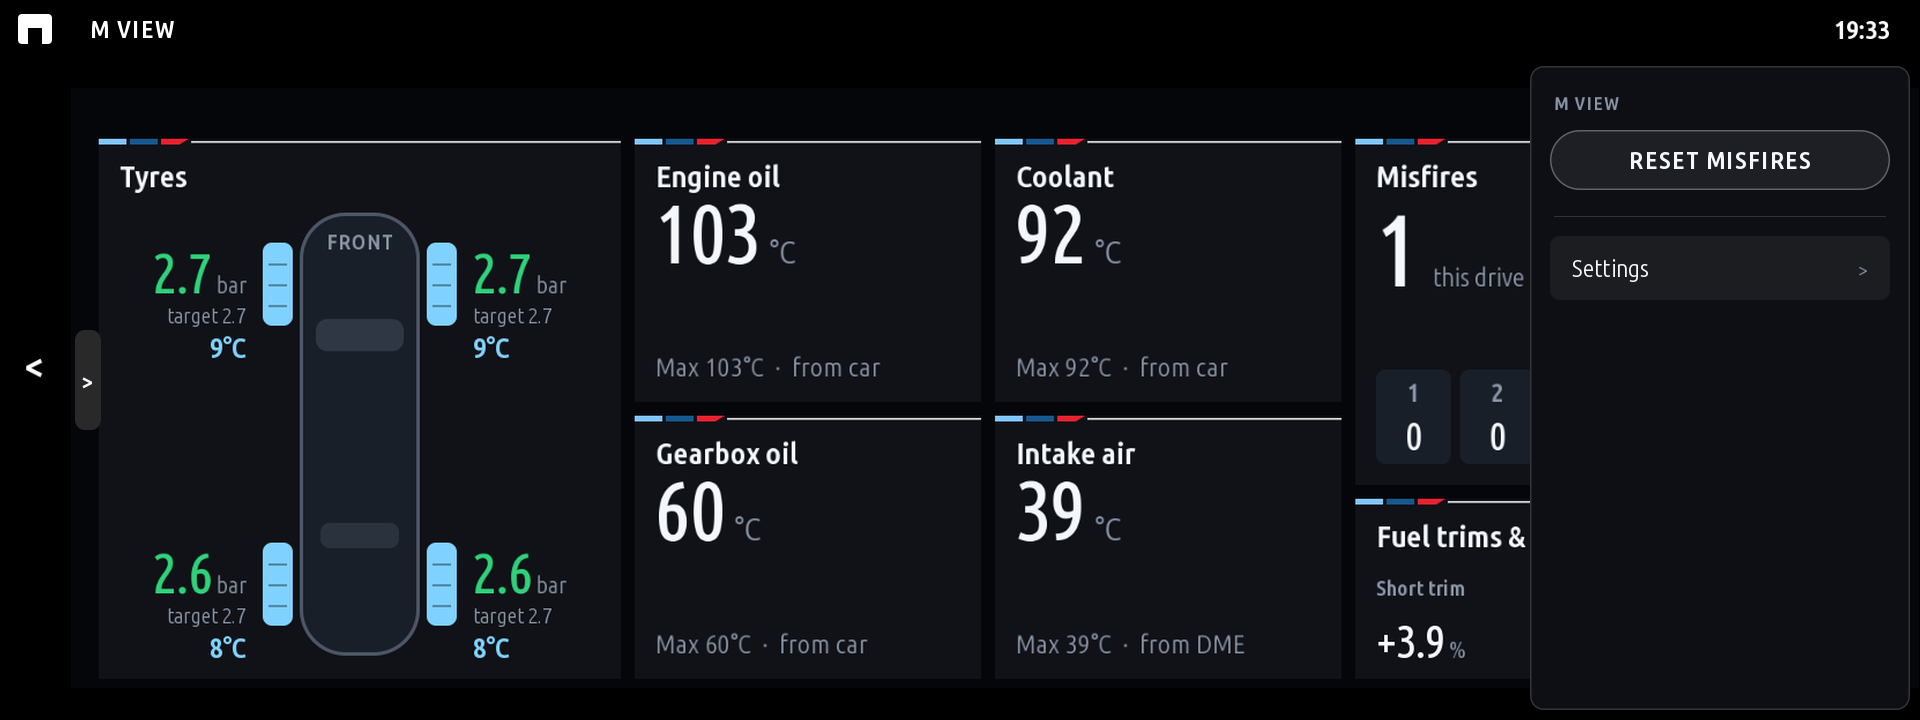 M VIEW
19:33
Tyres
FRONT
2.7 bar
target 2.7
9°C
2.7 bar
target 2.7
9°C
2.6 bar
target 2.7
8°C
2.6 bar
target 2.7
8°C
Engine oil
103 °C
Max 103°C · from car
Coolant
92 °C
Max 92°C · from car
Gearbox oil
60 °C
Max 60°C · from car
Intake air
39 °C
Max 39°C · from DME
Misfires
1 this drive
1
0
2
0
Fuel trims &
Short trim
+3.9 %
M VIEW
RESET MISFIRES
Settings >
<
>